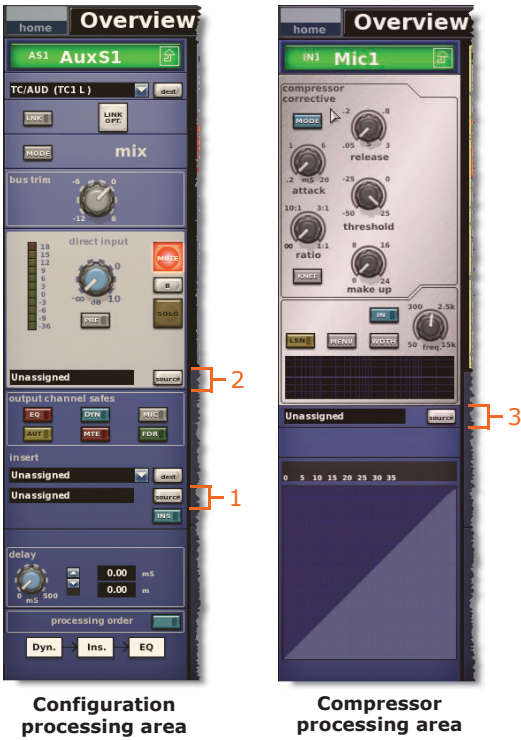 home
Overview
AS1 AuxS1
TC/AUD (TC1 L)
dest
LNK
LINK OPT.
MODE
mix
bus trim
-6 0
-12 6
direct input
18
15
12
9
6
3
0
-3
-6
-9
-36
0
-∞ dB 10
MUTE
B
PRE
SOLO
Unassigned
source
2
output channel safes
EQ
DYN
MIC
AUT
MTE
FDR
insert
Unassigned
dest
Unassigned
source
1
INS
delay
0 mS 500
0.00 mS
0.00 m
processing order
Dyn.
Ins.
EQ
Configuration
processing area
home
Overview
IN1 Mic1
compressor
corrective
MODE
.2 .8
.05 3
release
1 6
.2 mS 20
attack
-25 0
-50 25
threshold
10:1 3:1
∞ 1:1
ratio
KNEE
8 16
0 24
make up
IN
300 2.5k
50 freq. 15k
LSN
MENU
WDTH
Unassigned
source
3
0 5 10 15 20 25 30 35
Compressor
processing area